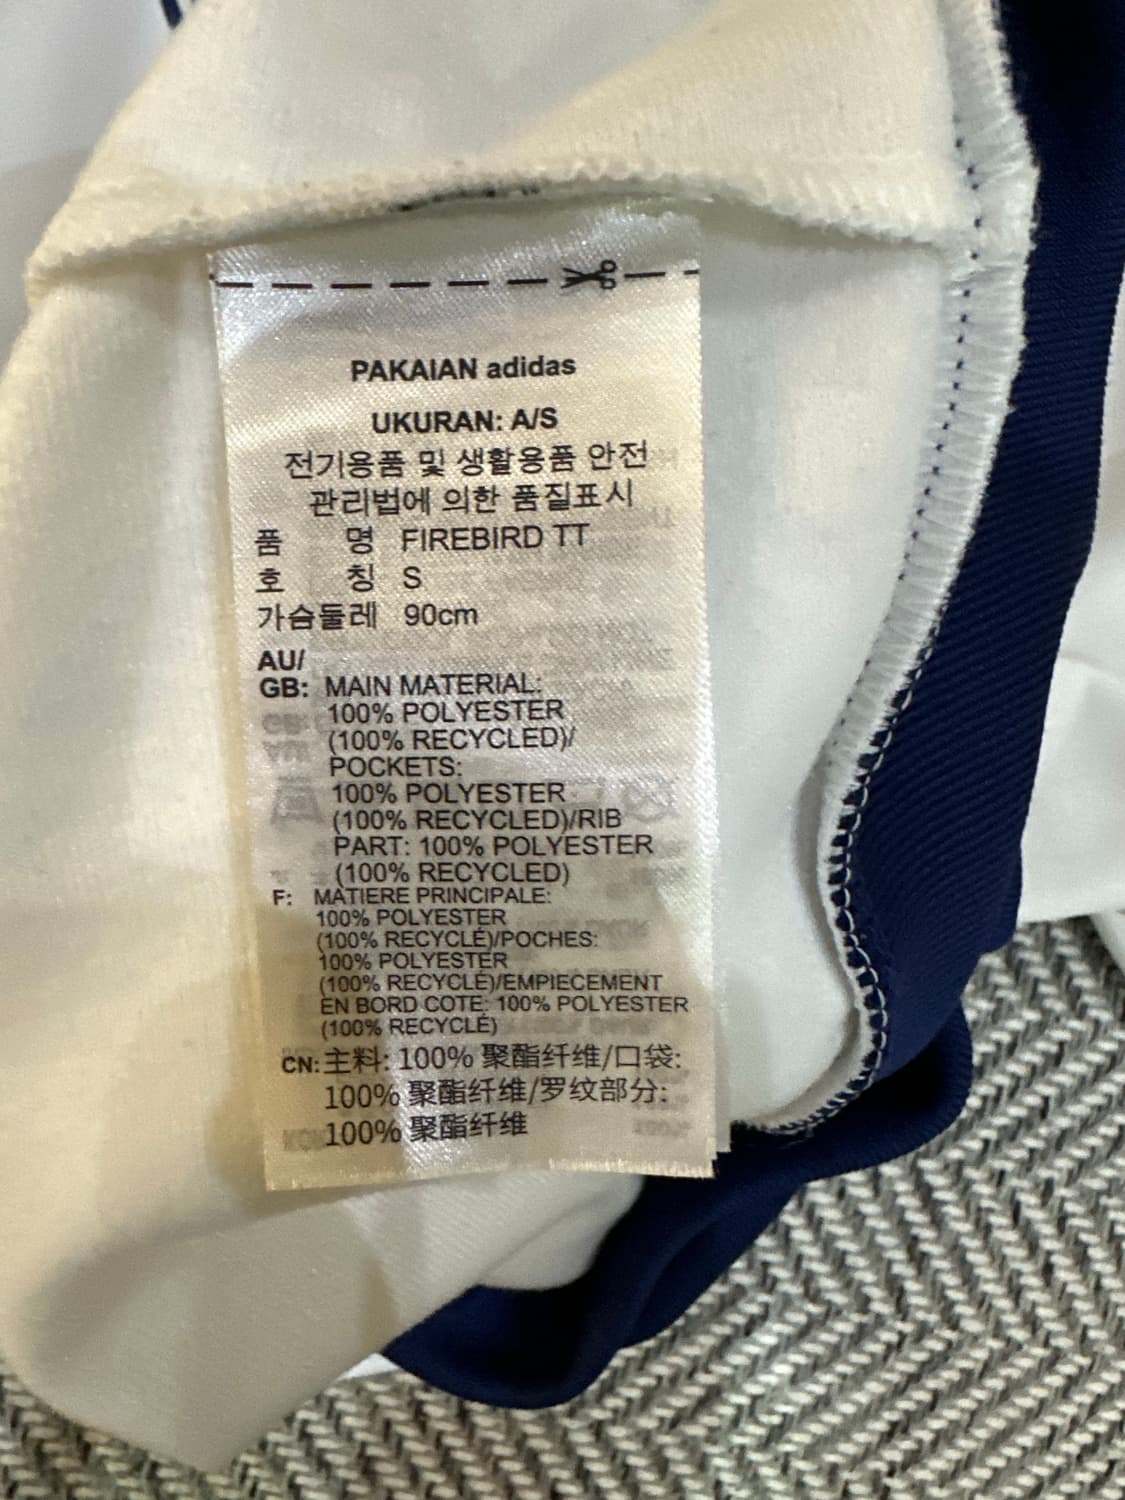 PAKAIAN adidas
UKURAN: A/S
전기용품 및 생활용품 안전
관리법에 의한 품질표시
품 명 FIREBIRD TT
호 칭 S
가슴둘레 90cm
AU/
GB: MAIN MATERIAL:
100% POLYESTER
(100% RECYCLED)/
POCKETS:
100% POLYESTER
(100% RECYCLED)/RIB
PART: 100% POLYESTER
(100% RECYCLED)
F: MATIERE PRINCIPALE:
100% POLYESTER
(100% RECYCLÉ)/POCHES:
100% POLYESTER
(100% RECYCLÉ)/EMPIECEMENT
EN BORD COTE: 100% POLYESTER
(100% RECYCLÉ)
CN: 主料: 100% 聚酯纤维/口袋:
100% 聚酯纤维/罗纹部分:
100% 聚酯纤维